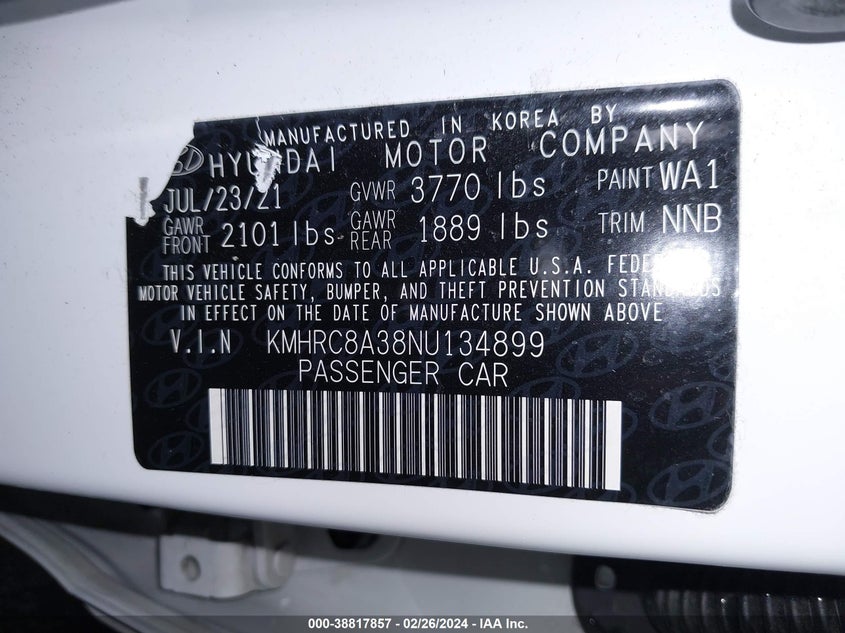 MANUFACTURED IN KOREA BY
HYUNDAI MOTOR COMPANY
JUL/23/21 GVWR 3770 lbs PAINT WA1
GAWR FRONT 2101 lbs GAWR REAR 1889 lbs TRIM NNB
THIS VEHICLE CONFORMS TO ALL APPLICABLE U.S.A. FEDERAL
MOTOR VEHICLE SAFETY, BUMPER, AND THEFT PREVENTION STANDARDS
IN EFFECT ON THE DATE OF MANUFACTURE SHOWN ABOVE
V.I.N KMHRC8A38NU134899
PASSENGER CAR
000-38817857 - 02/26/2024 - IAA Inc.